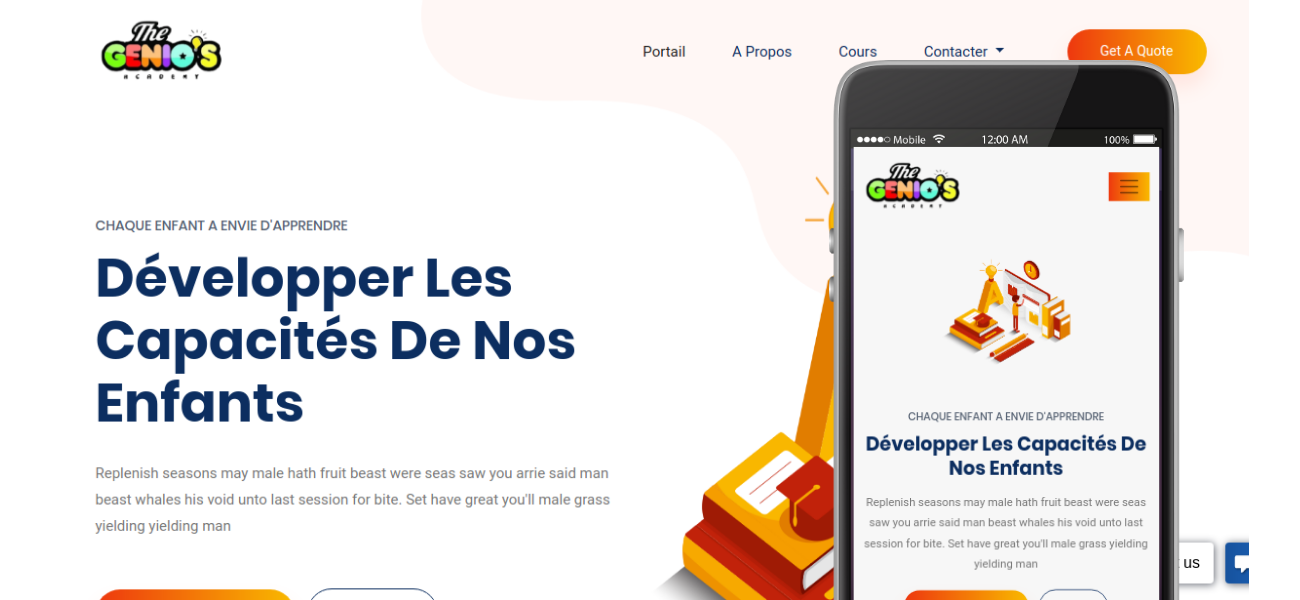 The
GENIO'S
ACADEMY
Portail
A Propos
Cours
Contacter
Get A Quote
CHAQUE ENFANT A ENVIE D'APPRENDRE
Développer Les
Capacités De Nos
Enfants
Replenish seasons may male hath fruit beast were seas saw you arrie said man
beast whales his void unto last session for bite. Set have great you'll male grass
yielding yielding man
Mobile
12:00 AM
100%
The
GENIO'S
ACADEMY
CHAQUE ENFANT A ENVIE D'APPRENDRE
Développer Les Capacités De
Nos Enfants
Replenish seasons may male hath fruit beast were seas
saw you arrie said man beast whales his void unto last
session for bite. Set have great you'll male grass yielding
yielding man
us